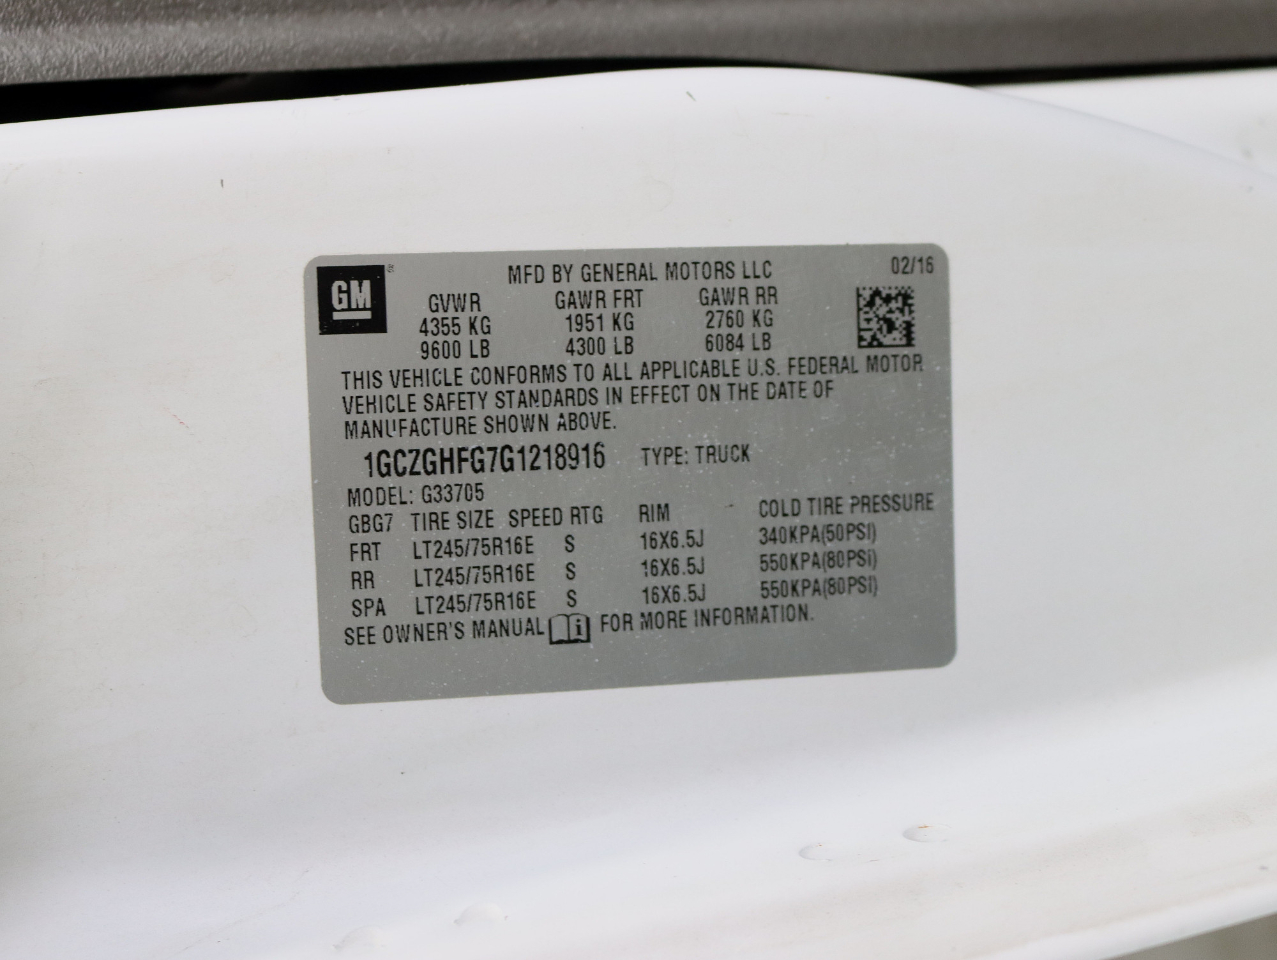 GM
MFD BY GENERAL MOTORS LLC 02/16
GVWR GAWR FRT GAWR RR
4355 KG 1951 KG 2760 KG
9600 LB 4300 LB 6084 LB
THIS VEHICLE CONFORMS TO ALL APPLICABLE U.S. FEDERAL MOTOR
VEHICLE SAFETY STANDARDS IN EFFECT ON THE DATE OF
MANUFACTURE SHOWN ABOVE.
1GCZGHFG7G1218916 TYPE: TRUCK
MODEL: G33705
GBG7 TIRE SIZE SPEED RTG RIM COLD TIRE PRESSURE
FRT LT245/75R16E S 16X6.5J 340KPA(50PSI)
RR LT245/75R16E S 16X6.5J 550KPA(80PSI)
SPA LT245/75R16E S 16X6.5J 550KPA(80PSI)
SEE OWNER'S MANUAL i FOR MORE INFORMATION.